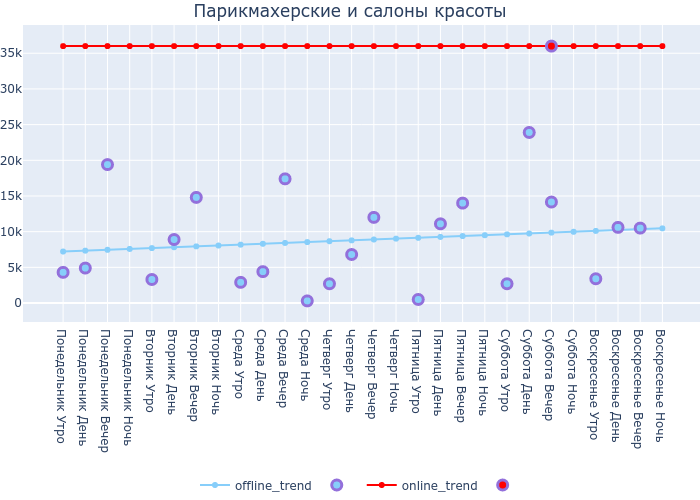 Парикмахерские и салоны красоты
35k
30k
25k
20k
15k
10k
5k
0
Понедельник Утро
Понедельник День
Понедельник Вечер
Понедельник Ночь
Вторник Утро
Вторник День
Вторник Вечер
Вторник Ночь
Среда Утро
Среда День
Среда Вечер
Среда Ночь
Четверг Утро
Четверг День
Четверг Вечер
Четверг Ночь
Пятница Утро
Пятница День
Пятница Вечер
Пятница Ночь
Суббота Утро
Суббота День
Суббота Вечер
Суббота Ночь
Воскресенье Утро
Воскресенье День
Воскресенье Вечер
Воскресенье Ночь
offline_trend online_trend